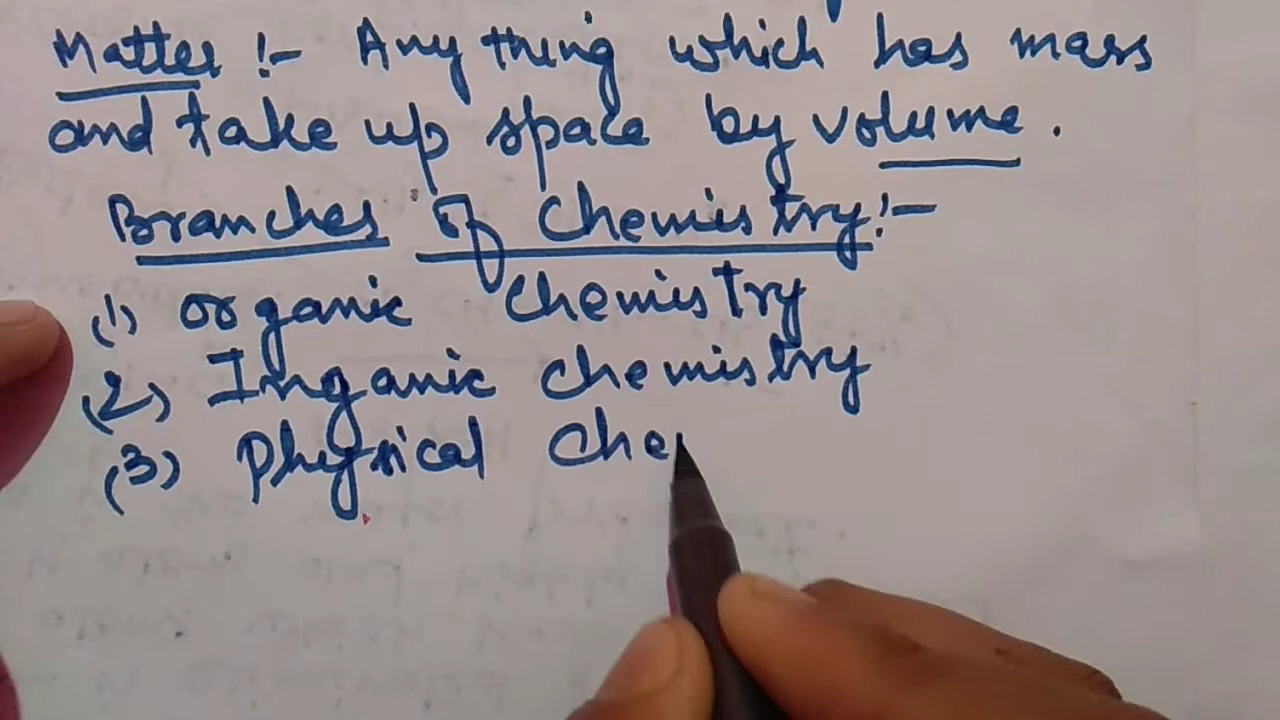 Matter :- Any thing which has mass
and take up space by volume.
Branches of Chemistry :-
(1) organic chemistry
(2) Inganic chemistry
(3) Physical Che